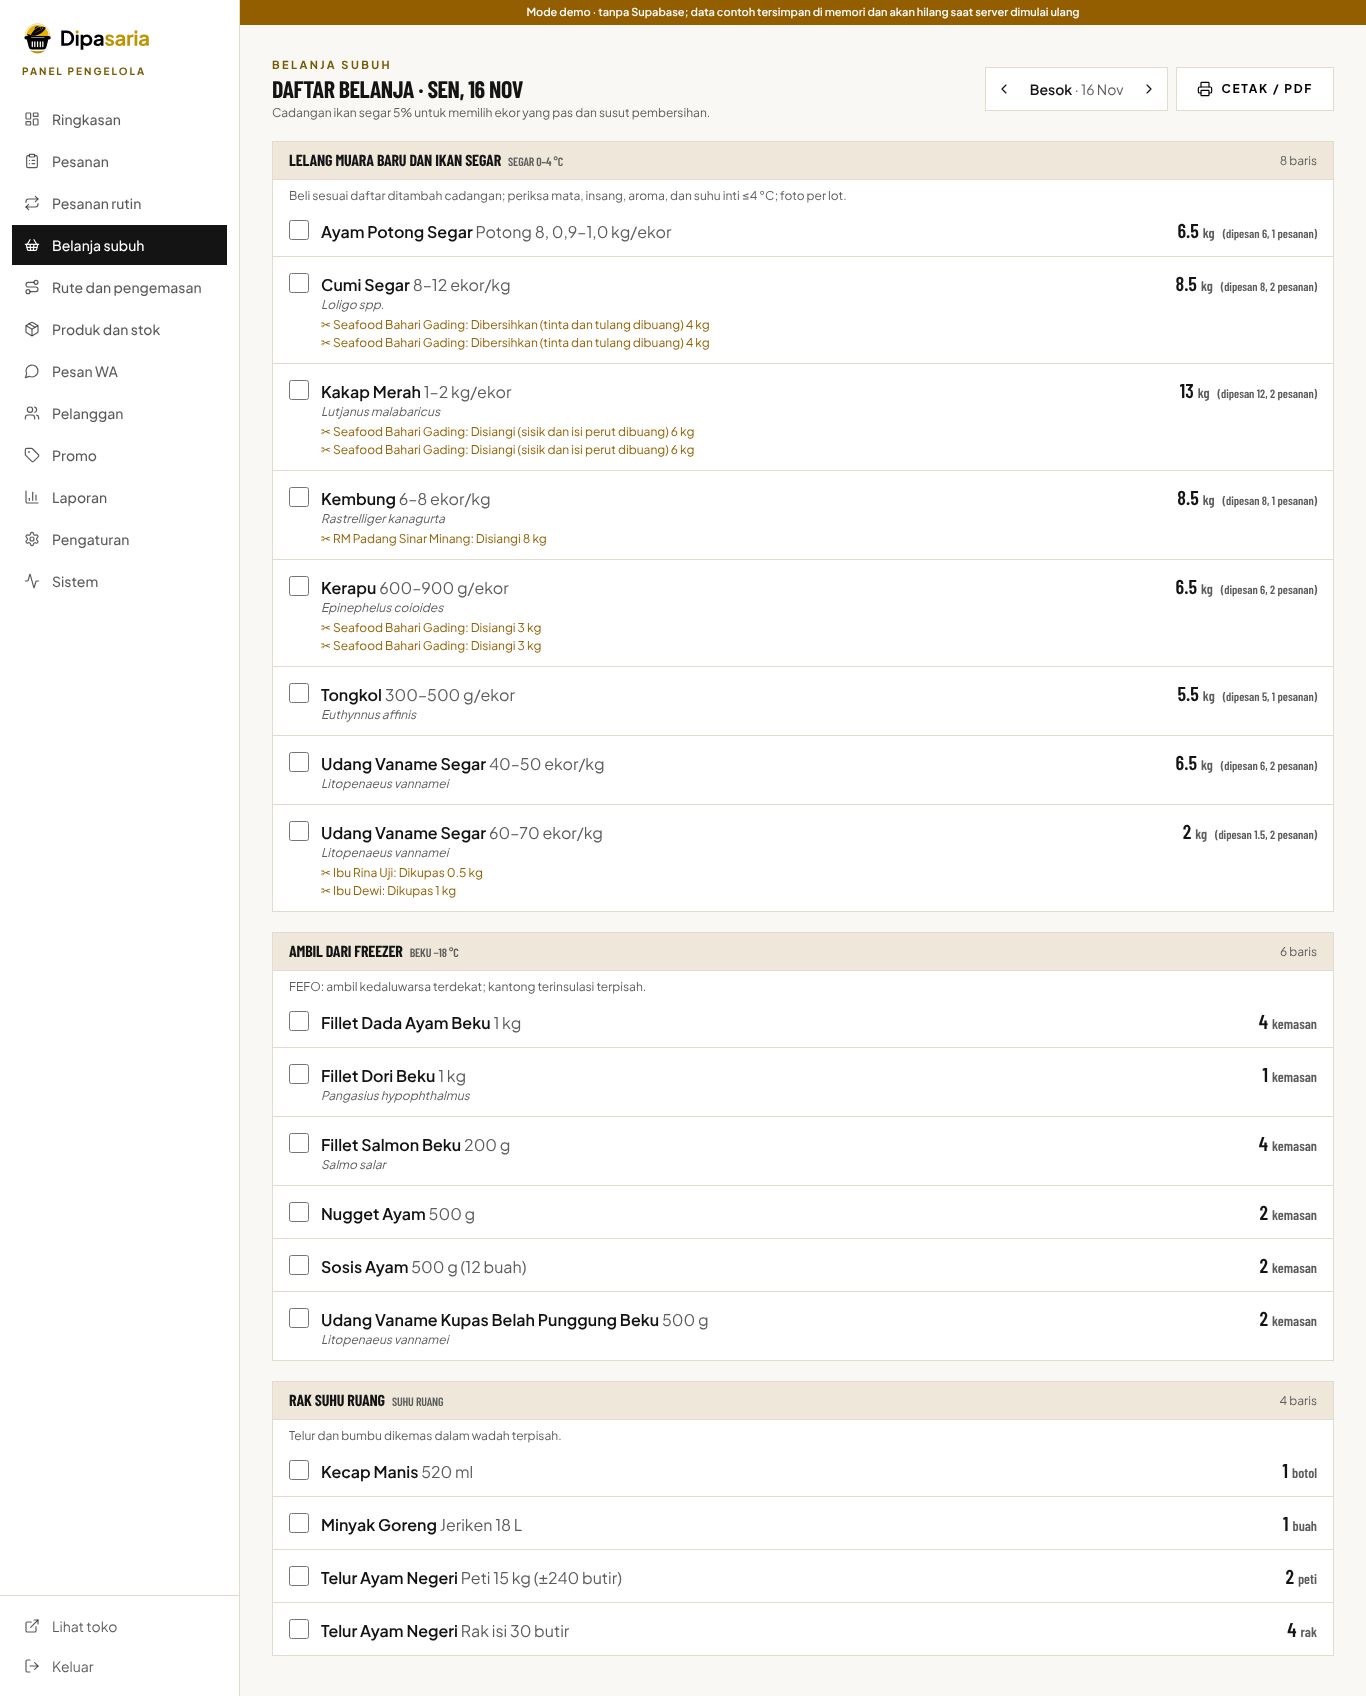 Mode demo · tanpa Supabase; data contoh tersimpan di memori dan akan hilang saat server dimulai ulang
Dipasaria
PANEL PENGELOLA
Ringkasan
Pesanan
Pesanan rutin
Belanja subuh
Rute dan pengemasan
Produk dan stok
Pesan WA
Pelanggan
Promo
Laporan
Pengaturan
Sistem
Lihat toko
Keluar
BELANJA SUBUH
DAFTAR BELANJA · SEN, 16 NOV
Cadangan ikan segar 5% untuk memilih ekor yang pas dan susut pembersihan.
Besok · 16 Nov
CETAK / PDF
LELANG MUARA BARU DAN IKAN SEGAR SEGAR 0–4 °C 8 baris
Beli sesuai daftar ditambah cadangan; periksa mata, insang, aroma, dan suhu inti ≤4 °C; foto per lot.
Ayam Potong Segar Potong 8, 0,9–1,0 kg/ekor 6.5 kg (dipesan 6, 1 pesanan)
Cumi Segar 8–12 ekor/kg 8.5 kg (dipesan 8, 2 pesanan)
Loligo spp.
✂ Seafood Bahari Gading: Dibersihkan (tinta dan tulang dibuang) 4 kg
✂ Seafood Bahari Gading: Dibersihkan (tinta dan tulang dibuang) 4 kg
Kakap Merah 1–2 kg/ekor 13 kg (dipesan 12, 2 pesanan)
Lutjanus malabaricus
✂ Seafood Bahari Gading: Disiangi (sisik dan isi perut dibuang) 6 kg
✂ Seafood Bahari Gading: Disiangi (sisik dan isi perut dibuang) 6 kg
Kembung 6–8 ekor/kg 8.5 kg (dipesan 8, 1 pesanan)
Rastrelliger kanagurta
✂ RM Padang Sinar Minang: Disiangi 8 kg
Kerapu 600–900 g/ekor 6.5 kg (dipesan 6, 2 pesanan)
Epinephelus coioides
✂ Seafood Bahari Gading: Disiangi 3 kg
✂ Seafood Bahari Gading: Disiangi 3 kg
Tongkol 300–500 g/ekor 5.5 kg (dipesan 5, 1 pesanan)
Euthynnus affinis
Udang Vaname Segar 40–50 ekor/kg 6.5 kg (dipesan 6, 2 pesanan)
Litopenaeus vannamei
Udang Vaname Segar 60–70 ekor/kg 2 kg (dipesan 1.5, 2 pesanan)
Litopenaeus vannamei
✂ Ibu Rina Uji: Dikupas 0.5 kg
✂ Ibu Dewi: Dikupas 1 kg
AMBIL DARI FREEZER BEKU −18 °C 6 baris
FEFO: ambil kedaluwarsa terdekat; kantong terinsulasi terpisah.
Fillet Dada Ayam Beku 1 kg 4 kemasan
Fillet Dori Beku 1 kg 1 kemasan
Pangasius hypophthalmus
Fillet Salmon Beku 200 g 4 kemasan
Salmo salar
Nugget Ayam 500 g 2 kemasan
Sosis Ayam 500 g (12 buah) 2 kemasan
Udang Vaname Kupas Belah Punggung Beku 500 g 2 kemasan
Litopenaeus vannamei
RAK SUHU RUANG SUHU RUANG 4 baris
Telur dan bumbu dikemas dalam wadah terpisah.
Kecap Manis 520 ml 1 botol
Minyak Goreng Jeriken 18 L 1 buah
Telur Ayam Negeri Peti 15 kg (±240 butir) 2 peti
Telur Ayam Negeri Rak isi 30 butir 4 rak